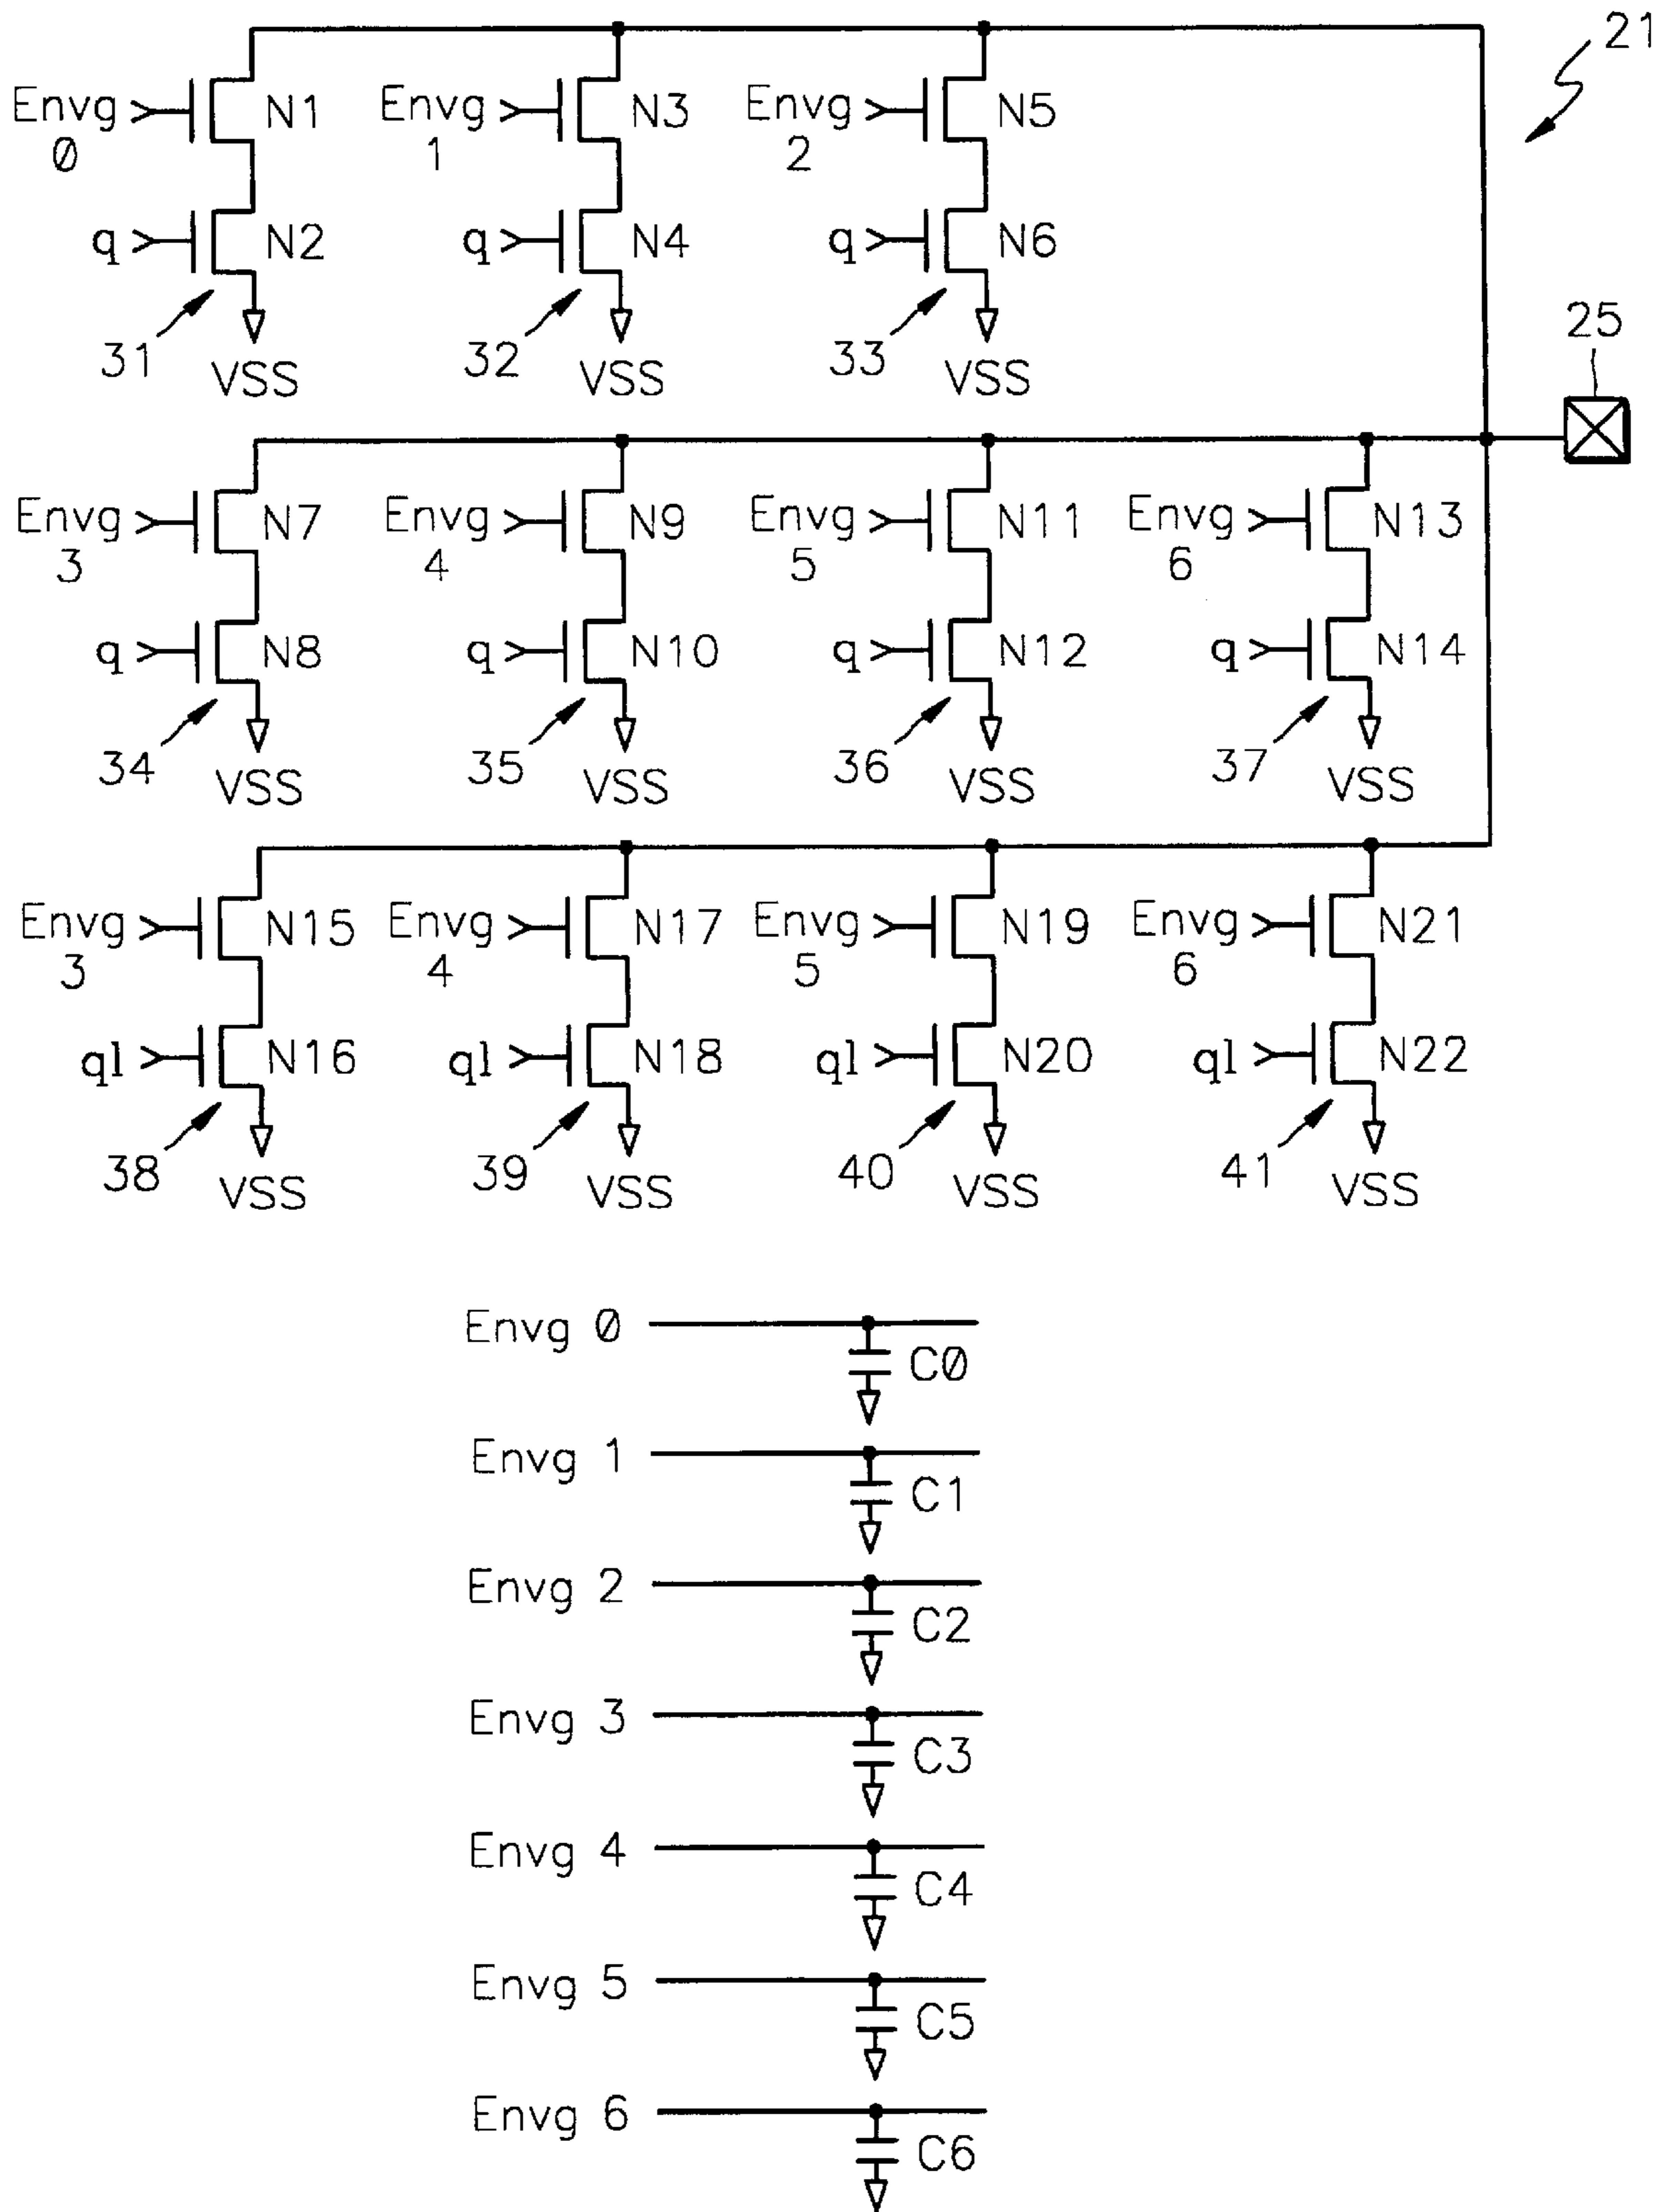 21
Envg 0 N1 Envg 1 N3 Envg 2 N5
q N2 q N4 q N6
31 VSS 32 VSS 33 VSS
25
Envg 3 N7 Envg 4 N9 Envg 5 N11 Envg 6 N13
q N8 q N10 q N12 q N14
34 VSS 35 VSS 36 VSS 37 VSS
Envg 3 N15 Envg 4 N17 Envg 5 N19 Envg 6 N21
ql N16 ql N18 ql N20 ql N22
38 VSS 39 VSS 40 VSS 41 VSS
Envg 0 C0
Envg 1 C1
Envg 2 C2
Envg 3 C3
Envg 4 C4
Envg 5 C5
Envg 6 C6